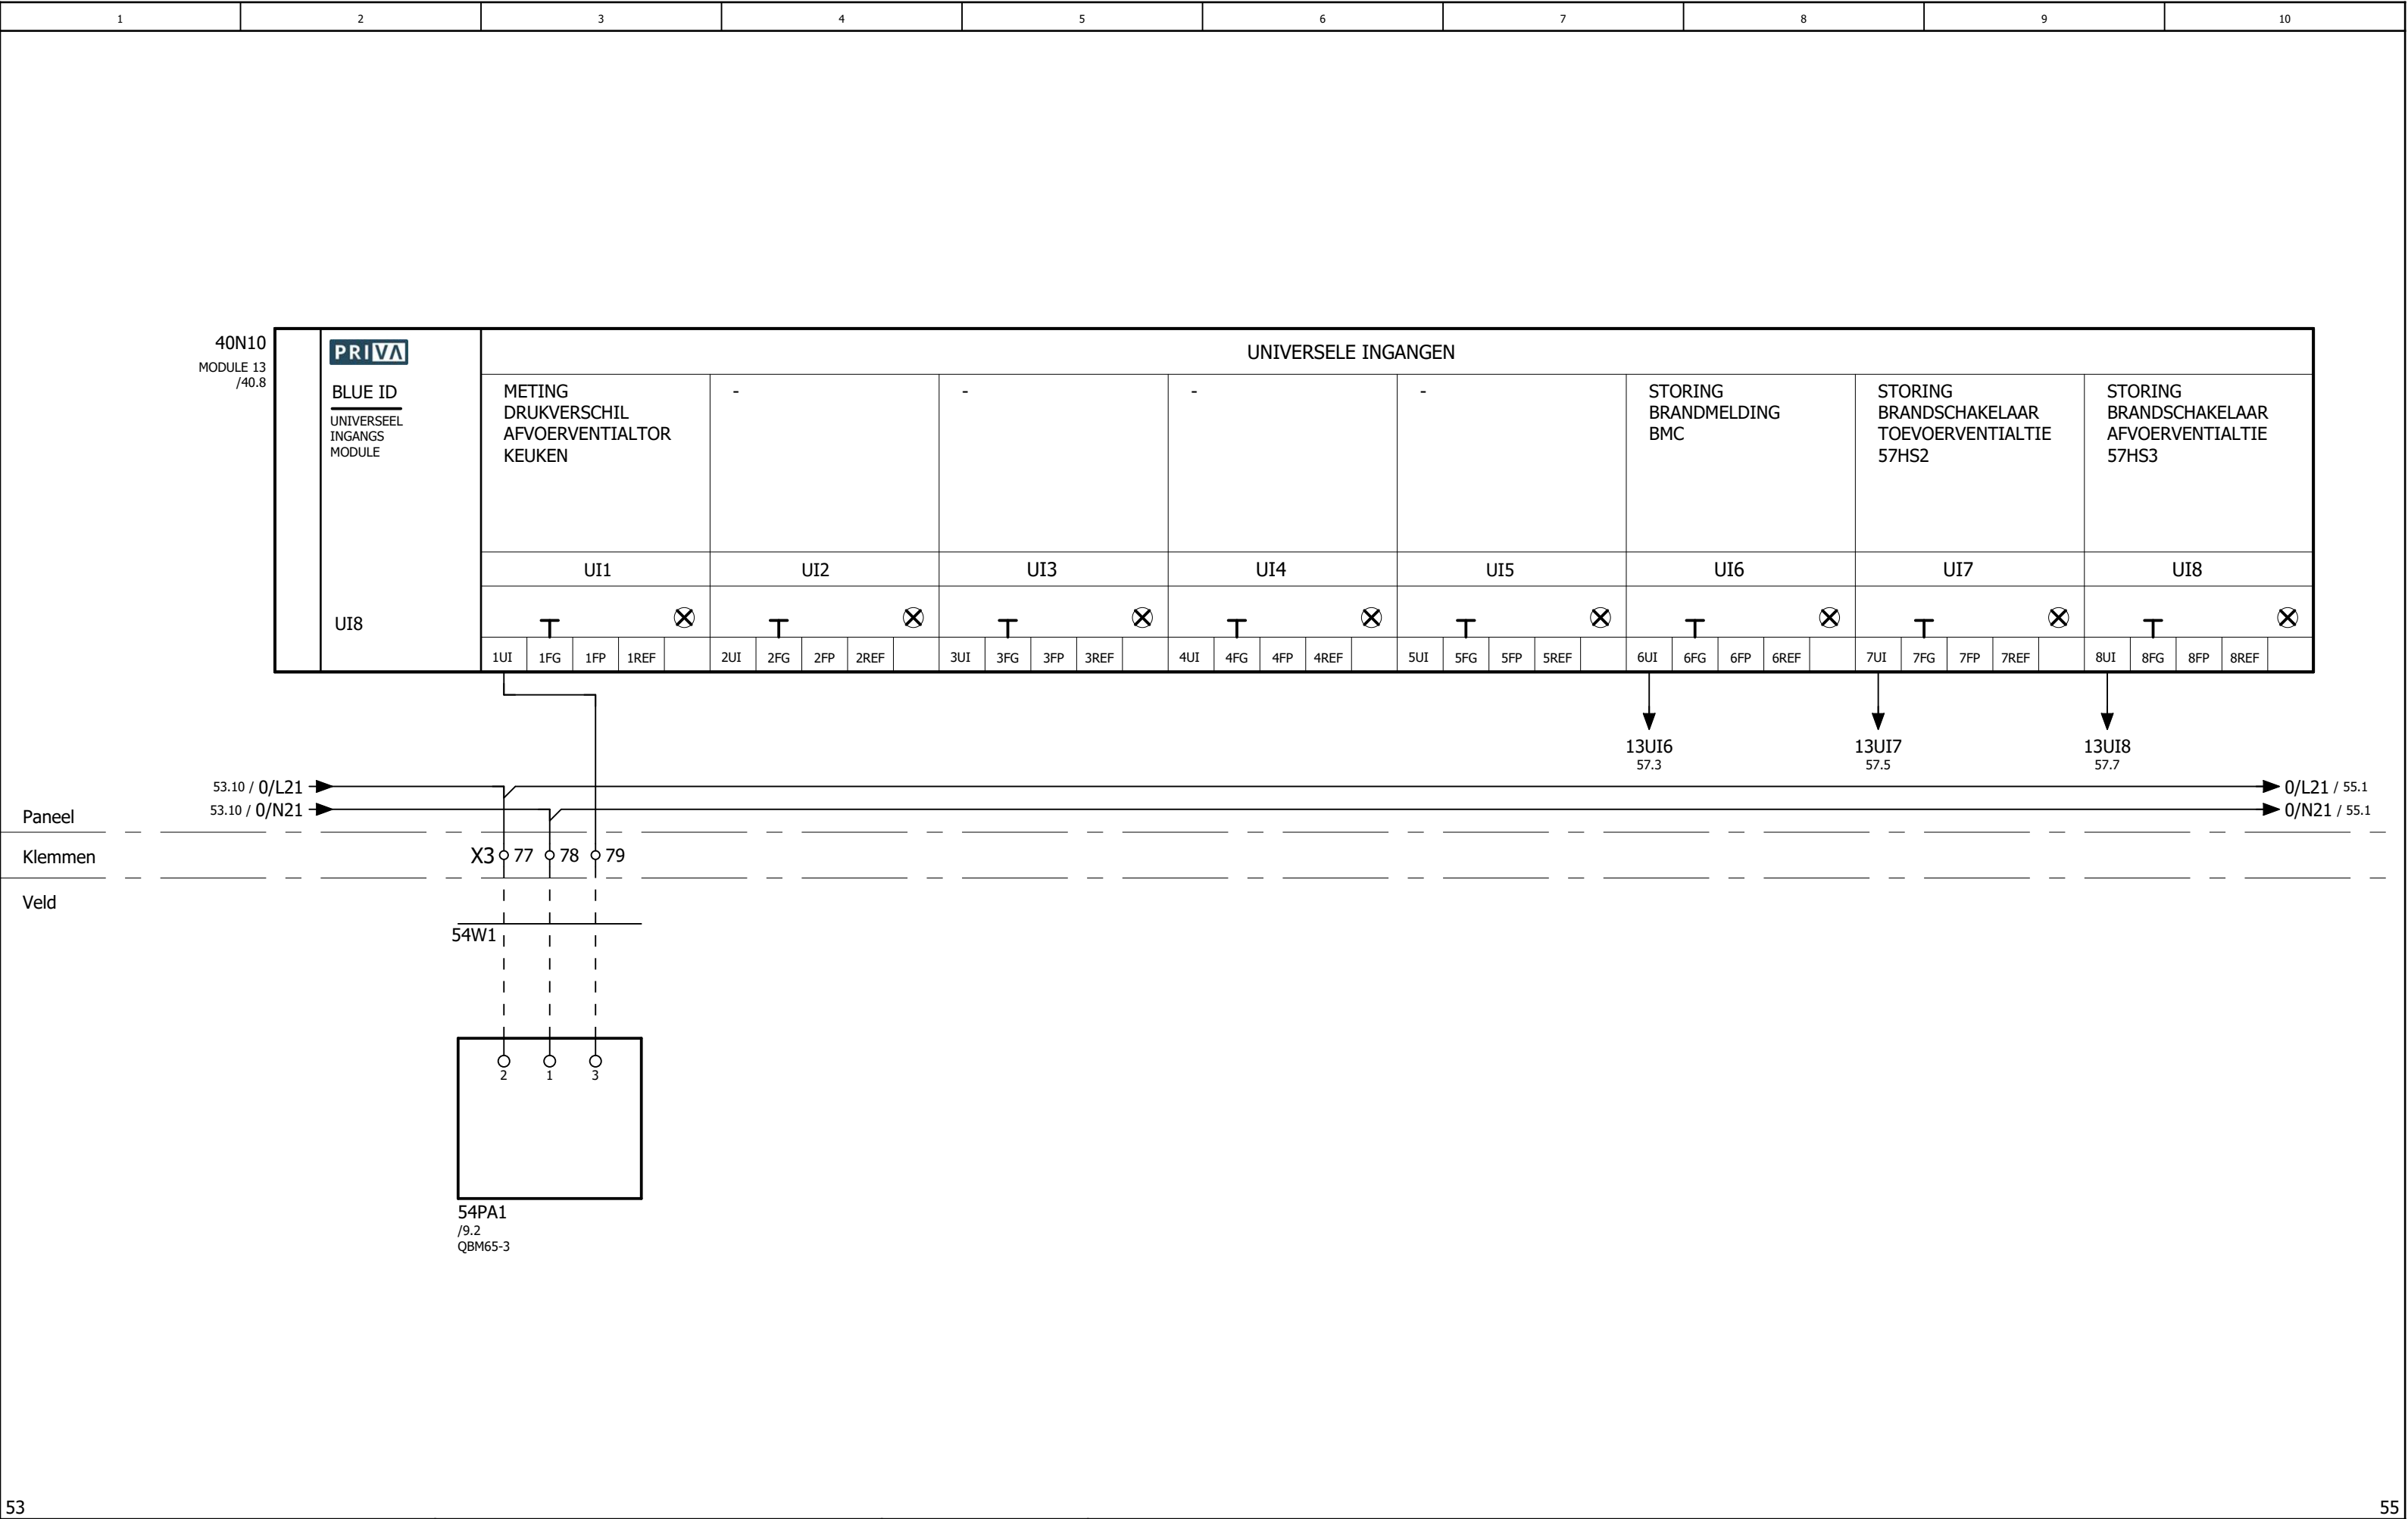 1 2 3 4 5 6 7 8 9 10
40N10
MODULE 13
/40.8
PRIVA
BLUE ID
UNIVERSEEL
INGANGS
MODULE
UI8
UNIVERSELE INGANGEN
METING
DRUKVERSCHIL
AFVOERVENTIALTOR
KEUKEN
-
-
-
-
STORING
BRANDMELDING
BMC
STORING
BRANDSCHAKELAAR
TOEVOERVENTIALTIE
57HS2
STORING
BRANDSCHAKELAAR
AFVOERVENTIALTIE
57HS3
UI1 UI2 UI3 UI4 UI5 UI6 UI7 UI8
1UI 1FG 1FP 1REF 2UI 2FG 2FP 2REF 3UI 3FG 3FP 3REF 4UI 4FG 4FP 4REF 5UI 5FG 5FP 5REF 6UI 6FG 6FP 6REF 7UI 7FG 7FP 7REF 8UI 8FG 8FP 8REF
13UI6
57.3
13UI7
57.5
13UI8
57.7
53.10 / 0/L21
0/L21 / 55.1
53.10 / 0/N21
0/N21 / 55.1
Paneel
Klemmen
X3 77 78 79
Veld
54W1
2 1 3
54PA1
/9.2
QBM65-3
53
55